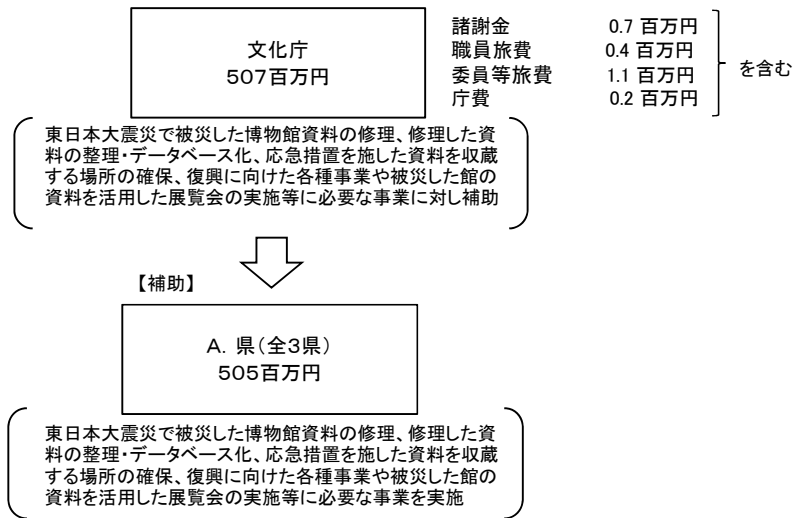 文化庁
507百万円
諸謝金 0.7 百万円
職員旅費 0.4 百万円
委員等旅費 1.1 百万円
庁費 0.2 百万円
を含む
東日本大震災で被災した博物館資料の修理、修理した資
料の整理・データベース化、応急措置を施した資料を収蔵
する場所の確保、復興に向けた各種事業や被災した館の
資料を活用した展覧会の実施等に必要な事業に対し補助
【補助】
A. 県(全3県)
505百万円
東日本大震災で被災した博物館資料の修理、修理した資
料の整理・データベース化、応急措置を施した資料を収蔵
する場所の確保、復興に向けた各種事業や被災した館の
資料を活用した展覧会の実施等に必要な事業を実施